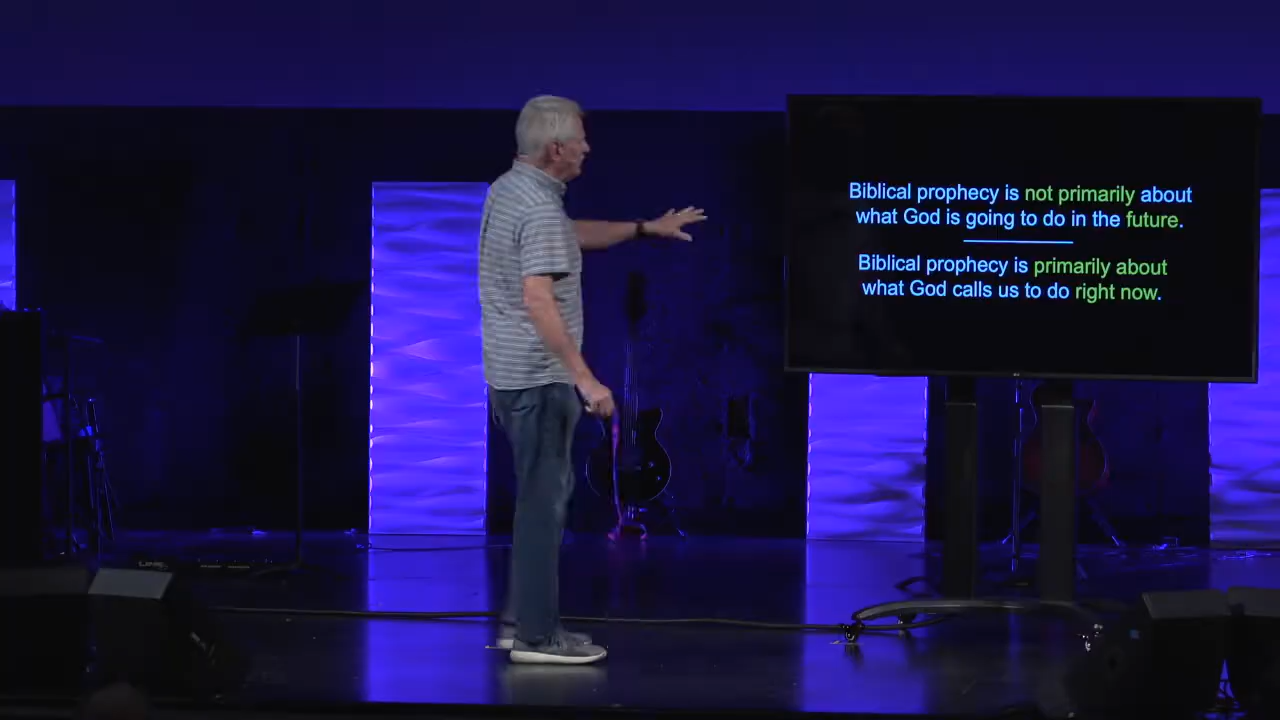 Biblical prophecy is not primarily about
what God is going to do in the future.
Biblical prophecy is primarily about
what God calls us to do right now.